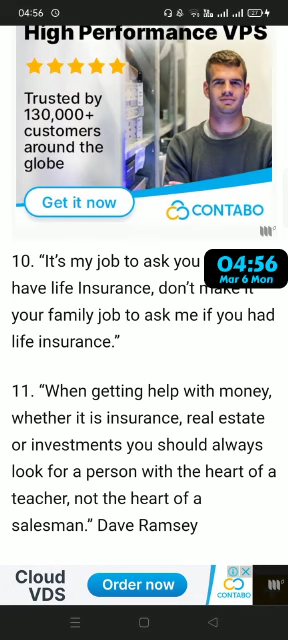 04:56
High Performance VPS
Trusted by
130,000+
customers
around the
globe
Get it now
CONTABO
10. “It’s my job to ask you
04:56
Mar 6 Mon
have life Insurance, don’t make it
your family job to ask me if you had
life insurance.”
11. “When getting help with money,
whether it is insurance, real estate
or investments you should always
look for a person with the heart of a
teacher, not the heart of a
salesman.” Dave Ramsey
Cloud
VDS
Order now
CONTABO